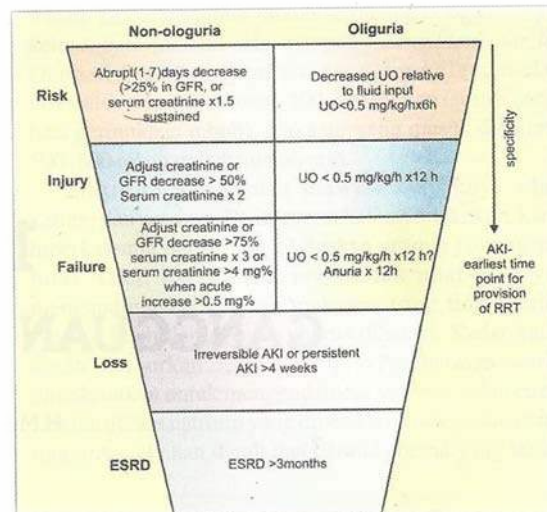 Non-ologuria
Oliguria
Risk
Abrupt(1-7)days decrease
(>25% in GFR, or
serum creatinine x1.5
sustained
Decreased UO relative
to fluid input
UO<0.5 mg/kg/hx6h
specificity
Injury
Adjust creatinine or
GFR decrease > 50%
Serum creattinine x 2
UO < 0.5 mg/kg/h x12 h
Failure
Adjust creatinine or
GFR decrease >75%
serum creatinine x 3 or
serum creatinine >4 mg%
when acute
increase >0.5 mg%
UO < 0.5 mg/kg/h x12 h?
Anuria x 12h
AKI-
earliest time
point for
provision
of RRT
GANGGUAN
Loss
Irreversible AKI or persistent
AKI >4 weeks
ESRD
ESRD >3months